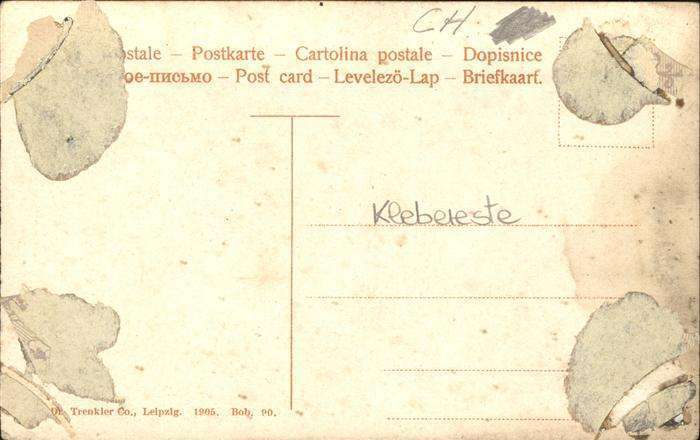 CH
stale – Postkarte – Cartolina postale – Dopisnice
ое-письмо – Post card – Levelező-Lap – Briefkaart.
Klebereste
Dr. Trenkler Co., Leipzig. 1905. Bob. 90.